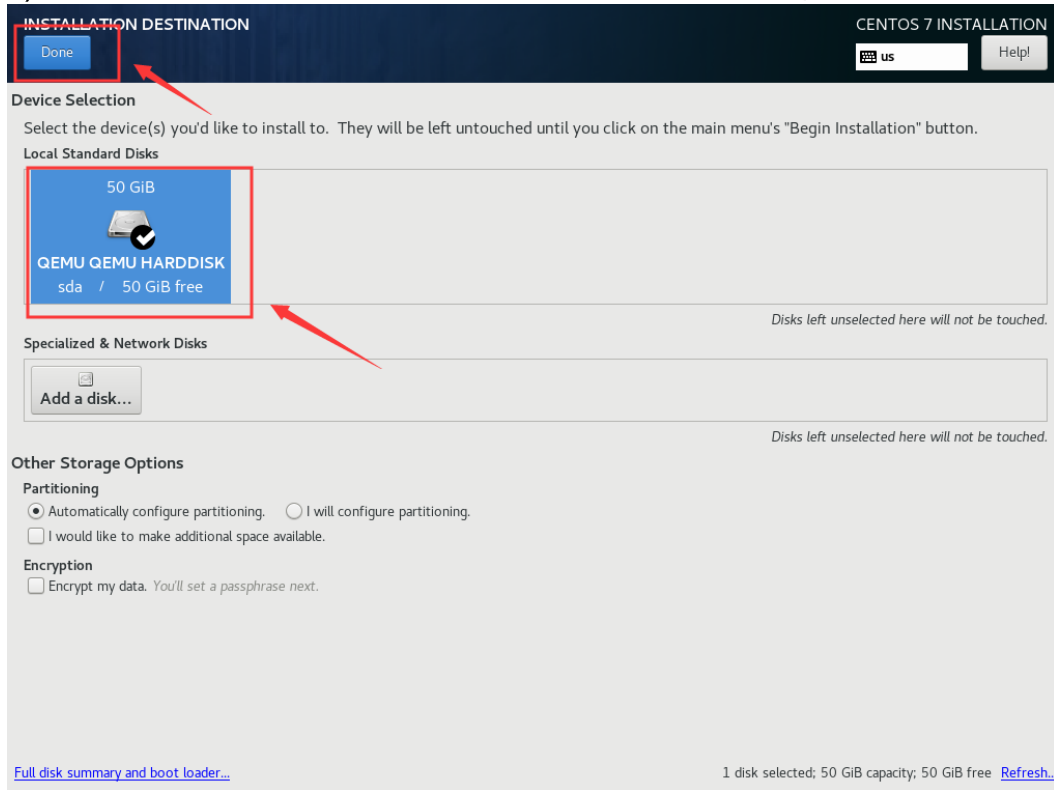 INSTALLATION DESTINATION
CENTOS 7 INSTALLATION
Done
us
Help!
Device Selection
Select the device(s) you'd like to install to. They will be left untouched until you click on the main menu's "Begin Installation" button.
Local Standard Disks
50 GiB
QEMU QEMU HARDDISK
sda / 50 GiB free
Disks left unselected here will not be touched.
Specialized & Network Disks
Add a disk...
Disks left unselected here will not be touched.
Other Storage Options
Partitioning
Automatically configure partitioning. I will configure partitioning.
I would like to make additional space available.
Encryption
Encrypt my data. You'll set a passphrase next.
Full disk summary and boot loader...
1 disk selected; 50 GiB capacity; 50 GiB free Refresh..